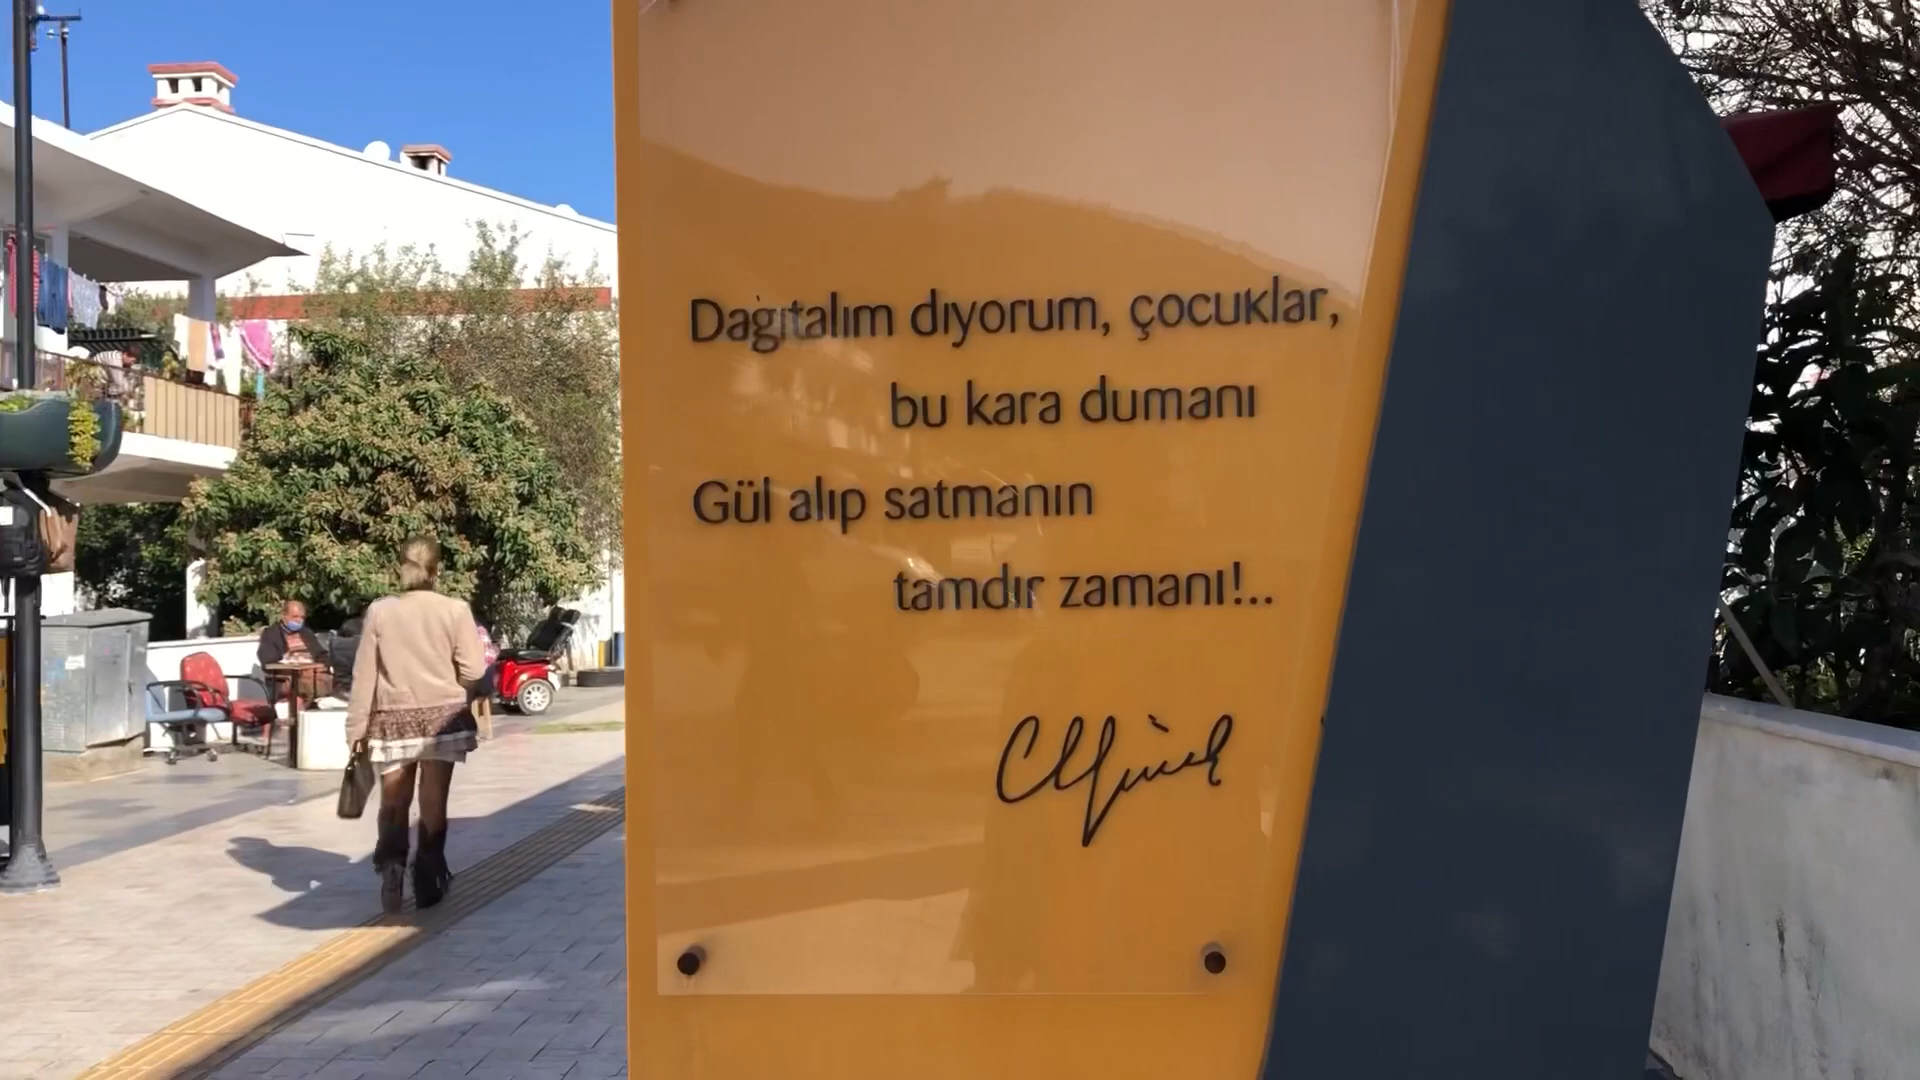 Dağıtalım diyorum, çocuklar,
bu kara dumanı
Gül alıp satmanın
tamdır zamanı!..